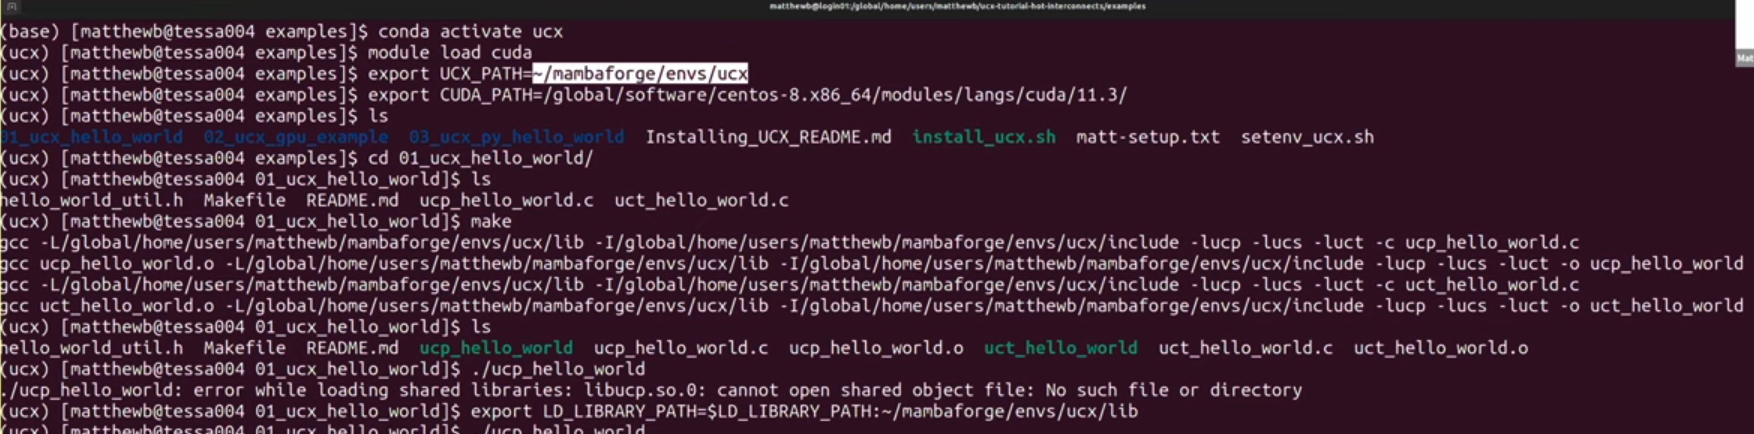 matthewb@login01:/global/home/users/matthewb/ucx-tutorial-hot-interconnects/examples
(base) [matthewb@tessa004 examples]$ conda activate ucx
(ucx) [matthewb@tessa004 examples]$ module load cuda
Mat
(ucx) [matthewb@tessa004 examples]$ export UCX_PATH=~/mambaforge/envs/ucx
(ucx) [matthewb@tessa004 examples]$ export CUDA_PATH=/global/software/centos-8.x86_64/modules/langs/cuda/11.3/
(ucx) [matthewb@tessa004 examples]$ ls
01_ucx_hello_world 02_ucx_gpu_example 03_ucx_py_hello_world Installing_UCX_README.md install_ucx.sh matt-setup.txt setenv_ucx.sh
(ucx) [matthewb@tessa004 examples]$ cd 01_ucx_hello_world/
(ucx) [matthewb@tessa004 01_ucx_hello_world]$ ls
hello_world_util.h Makefile README.md ucp_hello_world.c uct_hello_world.c
(ucx) [matthewb@tessa004 01_ucx_hello_world]$ make
gcc -L/global/home/users/matthewb/mambaforge/envs/ucx/lib -I/global/home/users/matthewb/mambaforge/envs/ucx/include -lucp -lucs -luct -c ucp_hello_world.c
gcc ucp_hello_world.o -L/global/home/users/matthewb/mambaforge/envs/ucx/lib -I/global/home/users/matthewb/mambaforge/envs/ucx/include -lucp -lucs -luct -o ucp_hello_world
gcc -L/global/home/users/matthewb/mambaforge/envs/ucx/lib -I/global/home/users/matthewb/mambaforge/envs/ucx/include -lucp -lucs -luct -c uct_hello_world.c
gcc uct_hello_world.o -L/global/home/users/matthewb/mambaforge/envs/ucx/lib -I/global/home/users/matthewb/mambaforge/envs/ucx/include -lucp -lucs -luct -o uct_hello_world
(ucx) [matthewb@tessa004 01_ucx_hello_world]$ ls
hello_world_util.h Makefile README.md ucp_hello_world ucp_hello_world.c ucp_hello_world.o uct_hello_world uct_hello_world.c uct_hello_world.o
(ucx) [matthewb@tessa004 01_ucx_hello_world]$ ./ucp_hello_world
./ucp_hello_world: error while loading shared libraries: libucp.so.0: cannot open shared object file: No such file or directory
(ucx) [matthewb@tessa004 01_ucx_hello_world]$ export LD_LIBRARY_PATH=$LD_LIBRARY_PATH:~/mambaforge/envs/ucx/lib
(ucx) [matthewb@tessa004 01_ucx_hello_world]$ ./ucp_hello_world